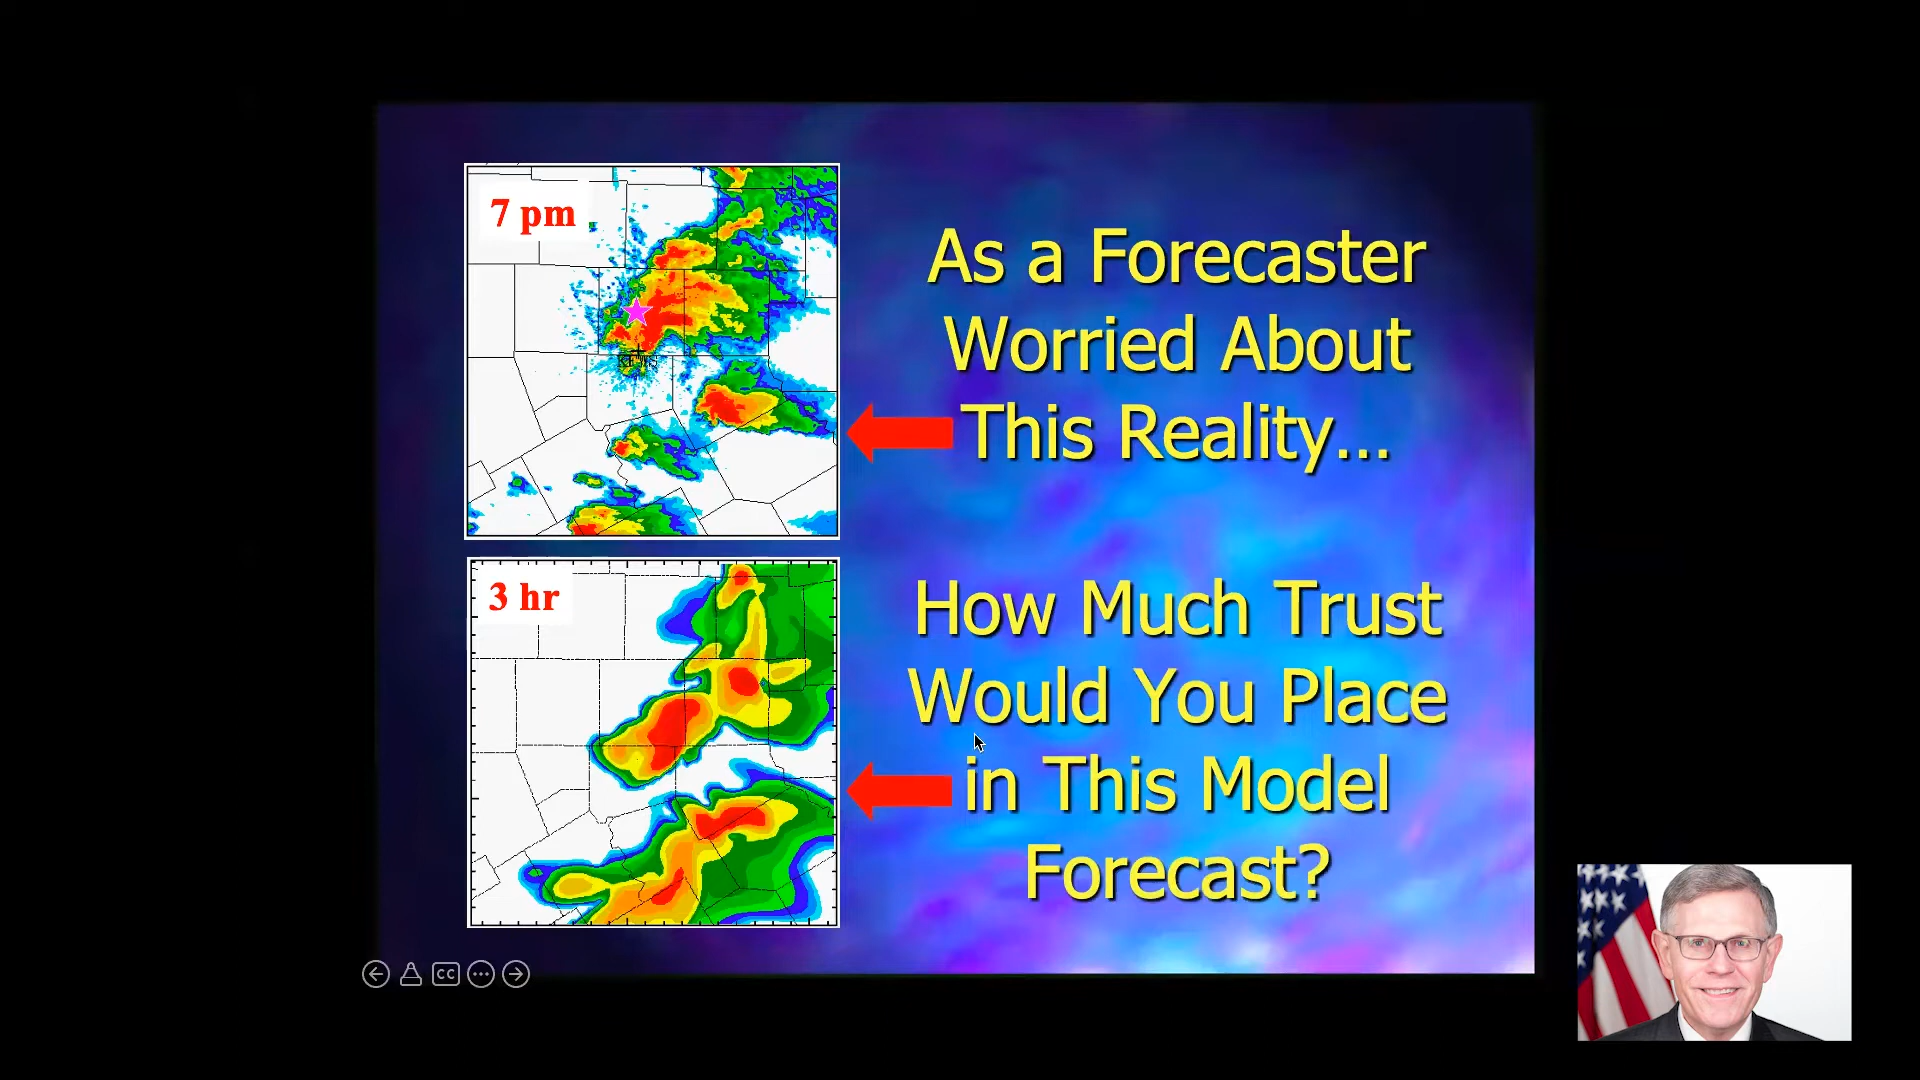 7 pm
As a Forecaster
Worried About
This Reality...
3 hr
How Much Trust
Would You Place
in This Model
Forecast?
CC